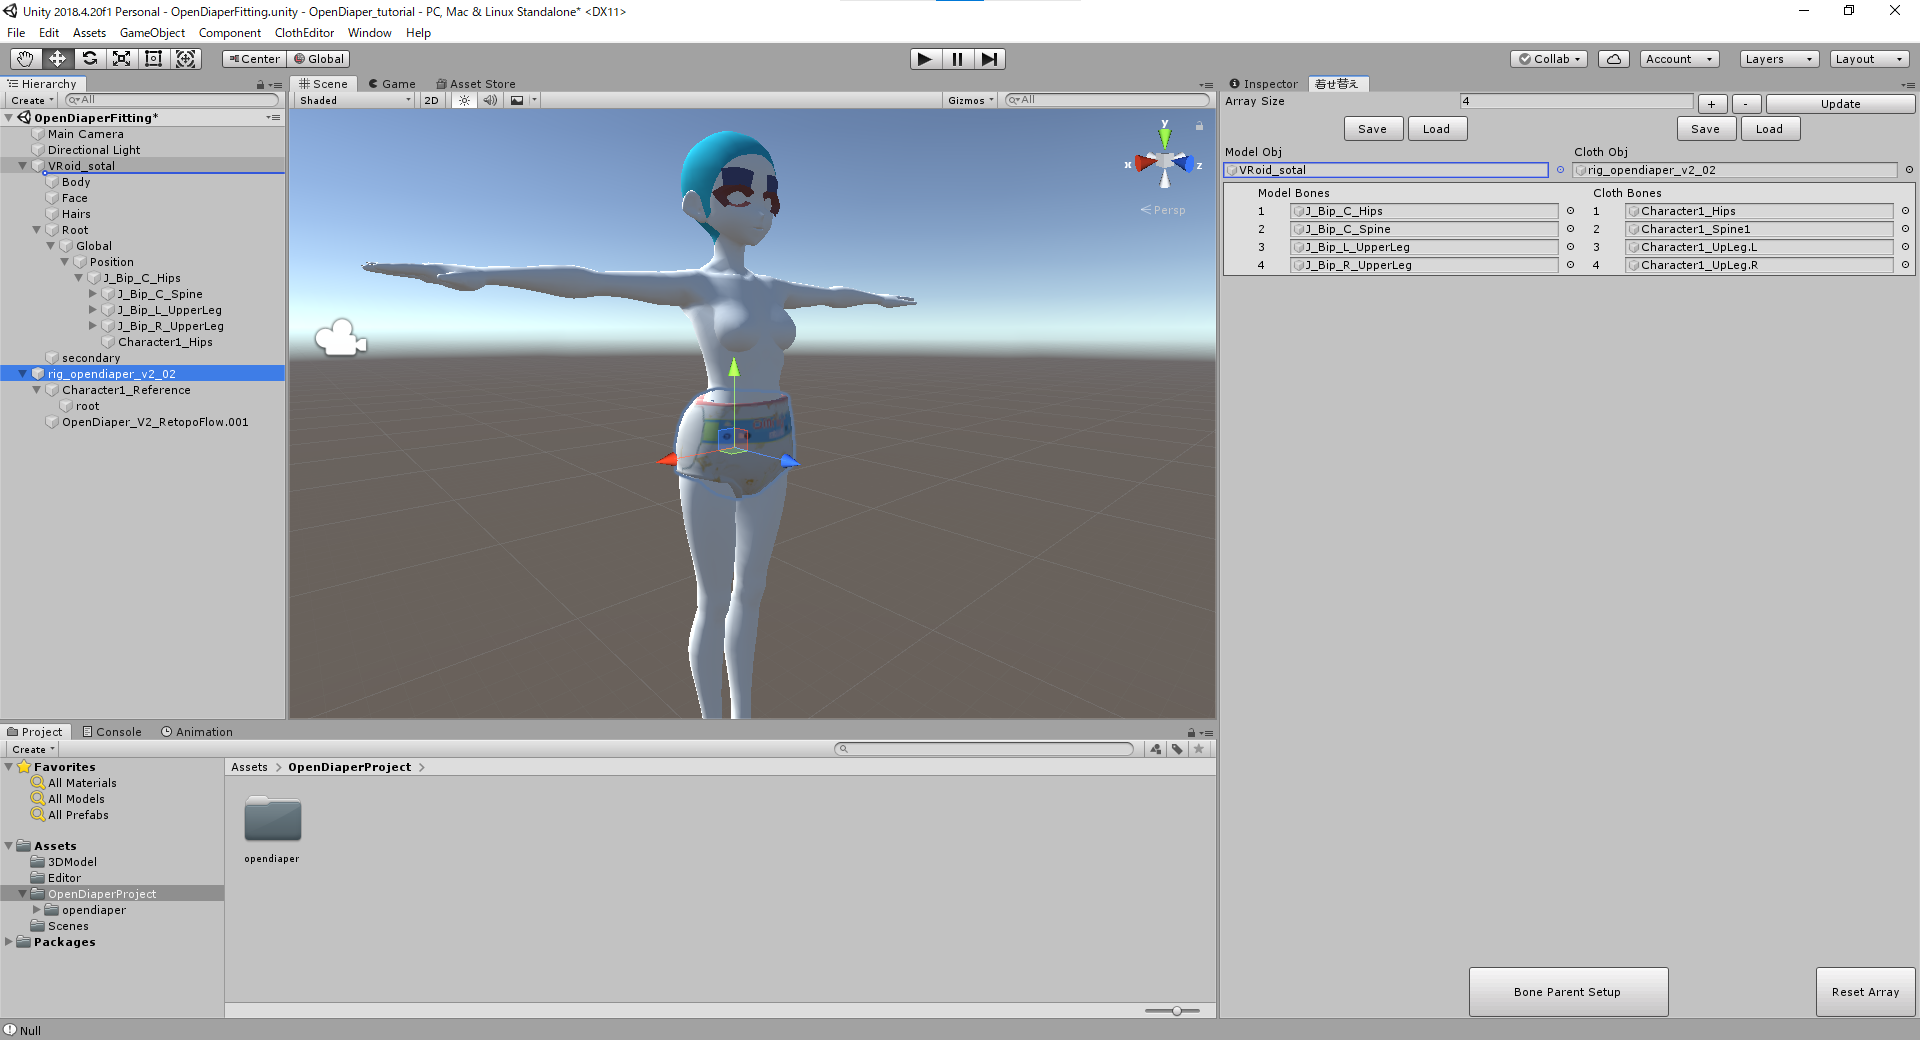 Unity 2018.4.20f1 Personal - OpenDiaperFitting.unity - OpenDiaper_tutorial - PC, Mac & Linux Standalone* <DX11>
File Edit Assets GameObject Component ClothEditor Window Help
Center Global Collab Account Layers Layout
Hierarchy Scene Game Asset Store Inspector 着せ替え
Create All Shaded 2D Gizmos All Array Size 4 + - Update
OpenDiaperFitting*
Main Camera
Directional Light
VRoid_sotal
Body
Face
Hairs
Root
Global
Position
J_Bip_C_Hips
J_Bip_C_Spine
J_Bip_L_UpperLeg
J_Bip_R_UpperLeg
Character1_Hips
secondary
rig_opendiaper_v2_02
Character1_Reference
root
OpenDiaper_V2_RetopoFlow.001
y
x z
Persp
Save Load Save Load
Model Obj Cloth Obj
VRoid_sotal rig_opendiaper_v2_02
Model Bones Cloth Bones
1 J_Bip_C_Hips 1 Character1_Hips
2 J_Bip_C_Spine 2 Character1_Spine1
3 J_Bip_L_UpperLeg 3 Character1_UpLeg.L
4 J_Bip_R_UpperLeg 4 Character1_UpLeg.R
Project Console Animation
Create
Favorites
All Materials
All Models
All Prefabs
Assets
3DModel
Editor
OpenDiaperProject
opendiaper
Scenes
Packages
Assets > OpenDiaperProject >
opendiaper
Bone Parent Setup Reset Array
Null